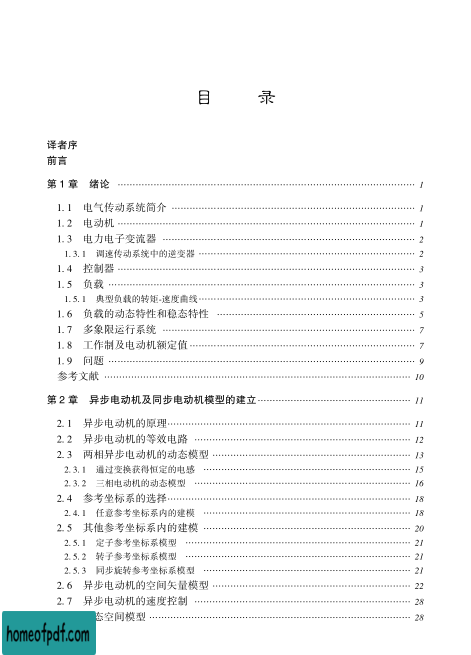 目 录
译者序
前言
第1章 绪论 1
1.1 电气传动系统简介 1
1.2 电动机 1
1.3 电力电子变流器 2
1.3.1 调速传动系统中的逆变器 2
1.4 控制器 3
1.5 负载 3
1.5.1 典型负载的转矩-速度曲线 3
1.6 负载的动态特性和稳态特性 5
1.7 多象限运行系统 7
1.8 工作制及电动机额定值 7
1.9 问题 9
参考文献 10
第2章 异步电动机及同步电动机模型的建立 11
2.1 异步电动机的原理 11
2.2 异步电动机的等效电路 12
2.3 两相异步电动机的动态模型 13
2.3.1 通过变换获得恒定的电感 15
2.3.2 三相电动机的动态模型 16
2.4 参考坐标系的选择 18
2.4.1 任意参考坐标系内的建模 18
2.5 其他参考坐标系内的建模 20
2.5.1 定子参考坐标系模型 21
2.5.2 转子参考坐标系模型 21
2.5.3 同步旋转参考坐标系模型 21
2.6 异步电动机的空间矢量模型 22
2.7 异步电动机的速度控制 28
态空间模型 28
homeofpdf.com